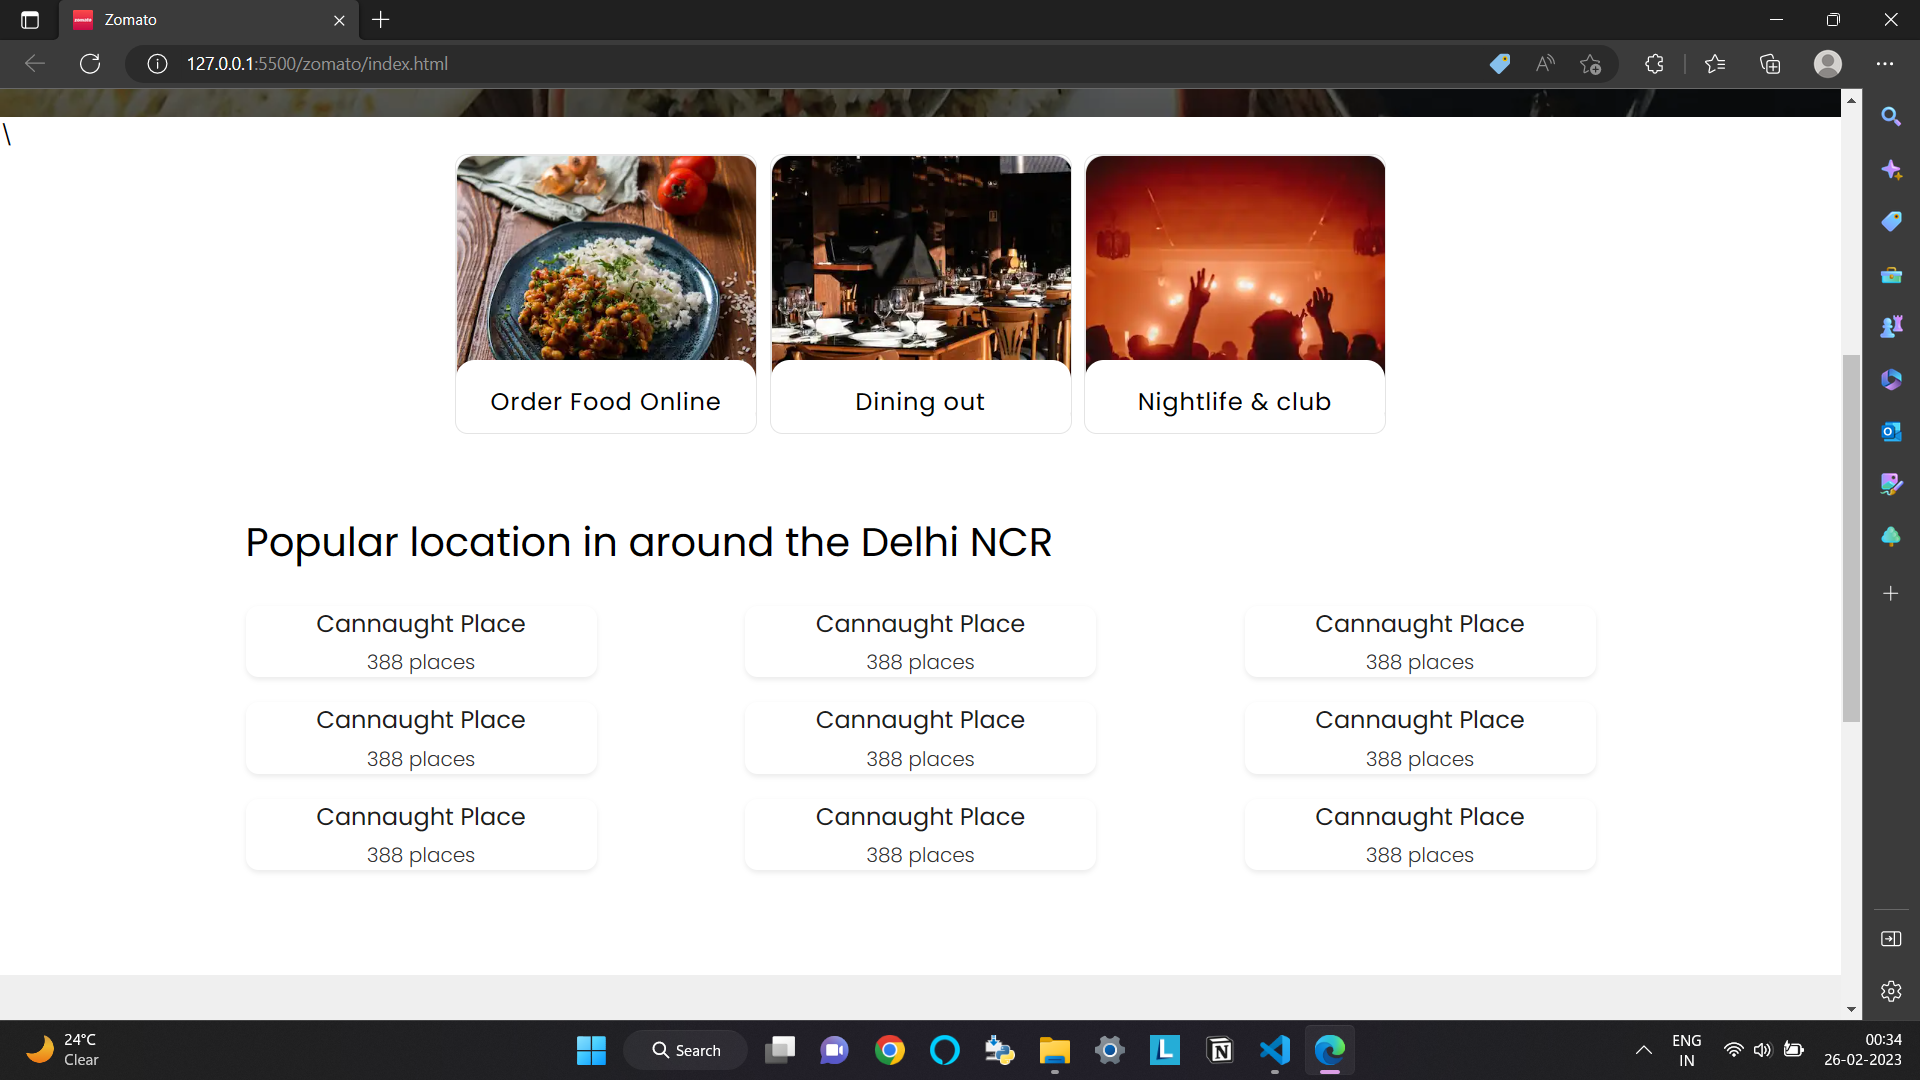 Zomato
127.0.0.1:5500/zomato/index.html
\
Order Food Online
Dining out
Nightlife & club
Popular location in around the Delhi NCR
Cannaught Place
388 places
Cannaught Place
388 places
Cannaught Place
388 places
Cannaught Place
388 places
Cannaught Place
388 places
Cannaught Place
388 places
Cannaught Place
388 places
Cannaught Place
388 places
Cannaught Place
388 places
24°C
Clear
Search
ENG
IN
00:34
26-02-2023